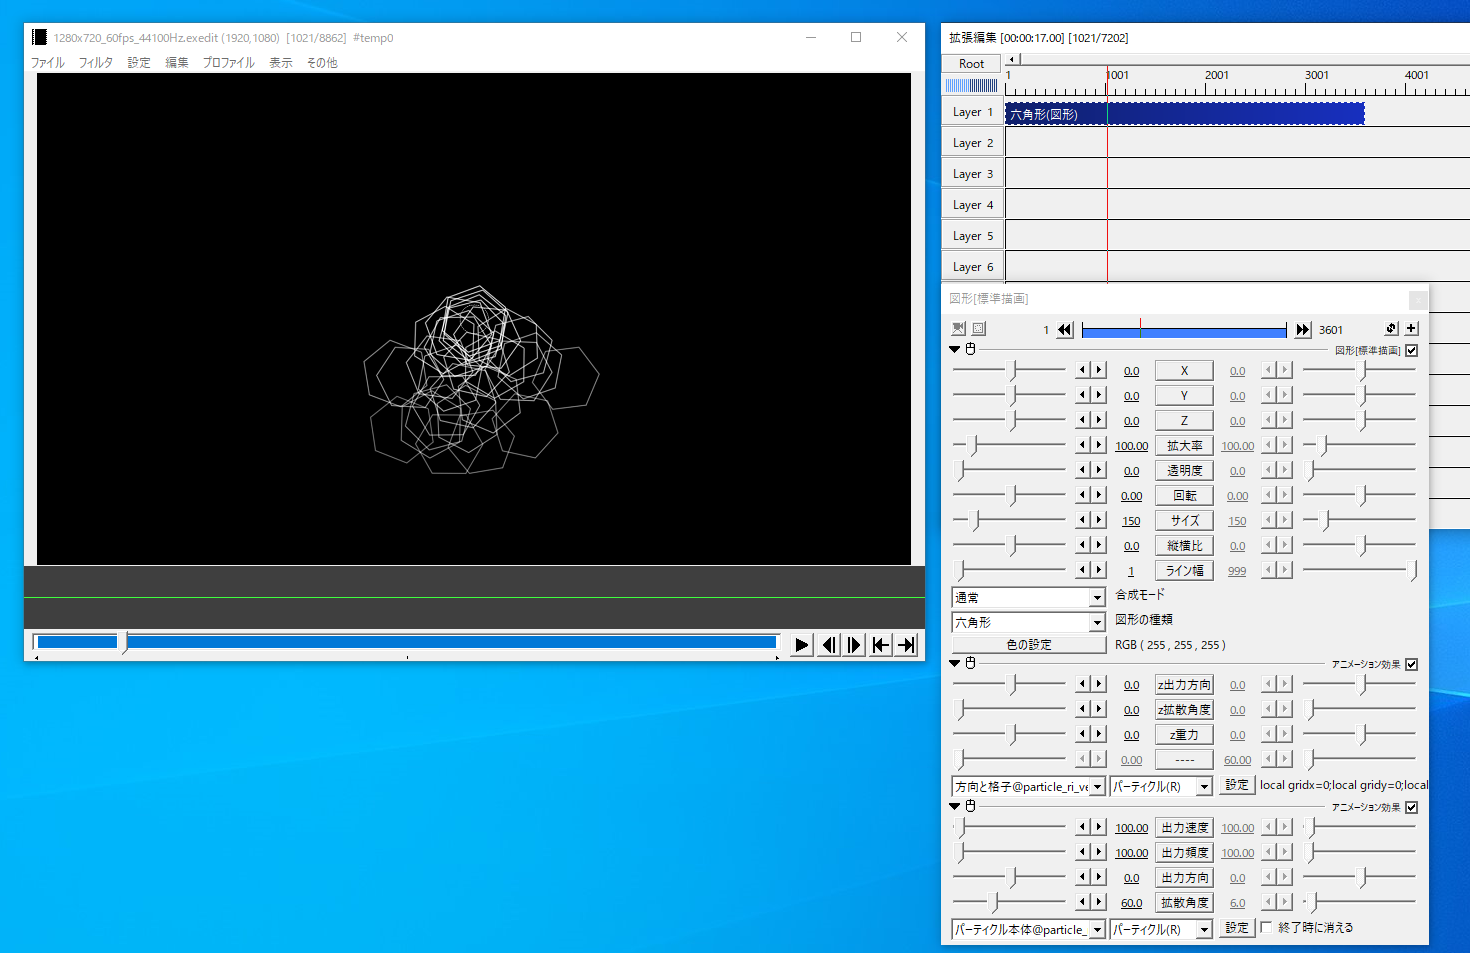 1280x720_60fps_44100Hz.exedit (1920,1080)  [1021/8862]  #temp0
ファイル フィルタ 設定 編集 プロファイル 表示 その他
拡張編集 [00:00:17.00] [1021/7202]
Root
1 1001 2001 3001 4001
Layer 1 六角形(図形)
Layer 2
Layer 3
Layer 4
Layer 5
Layer 6
図形[標準描画]
1 3601
図形[標準描画]
0.0 X 0.0
0.0 Y 0.0
0.0 Z 0.0
100.00 拡大率 100.00
0.0 透明度 0.0
0.00 回転 0.00
150 サイズ 150
0.0 縦横比 0.0
1 ライン幅 999
通常 合成モード
六角形 図形の種類
色の設定 RGB ( 255 , 255 , 255 )
アニメーション効果
0.0 z出力方向 0.0
0.0 z拡散角度 0.0
0.0 z重力 0.0
0.00 ---- 60.00
方向と格子@particle_ri_ve パーティクル(R) 設定 local gridx=0;local gridy=0;local
アニメーション効果
100.00 出力速度 100.00
100.00 出力頻度 100.00
0.0 出力方向 0.0
60.0 拡散角度 6.0
パーティクル本体@particle_ パーティクル(R) 設定 終了時に消える